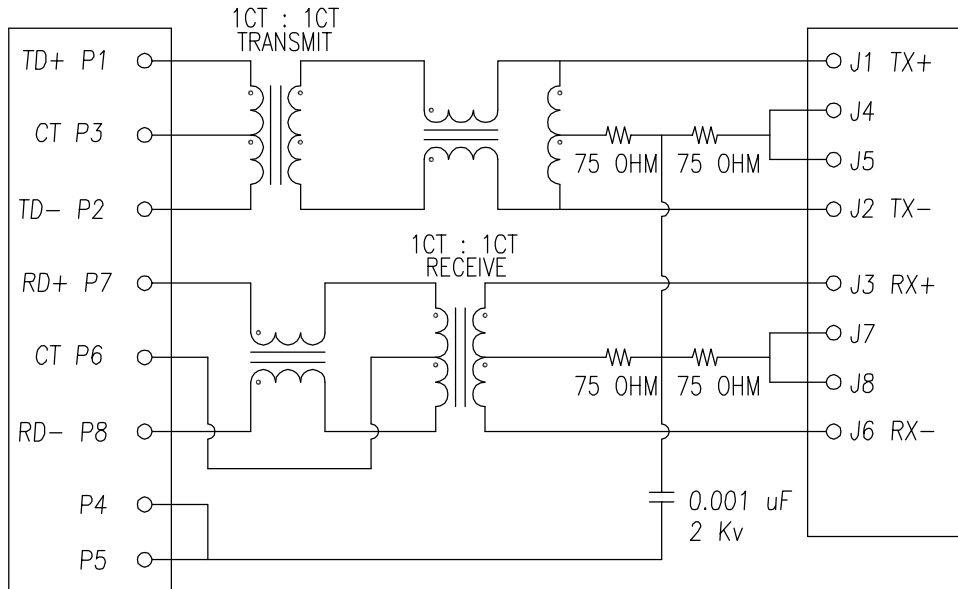 1CT : 1CT
TRANSMIT
TD+ P1
CT P3
TD- P2
J1 TX+
J4
J5
J2 TX-
75 OHM
75 OHM
1CT : 1CT
RECEIVE
RD+ P7
CT P6
RD- P8
J3 RX+
J7
J8
J6 RX-
75 OHM
75 OHM
P4
P5
0.001 uF
2 Kv